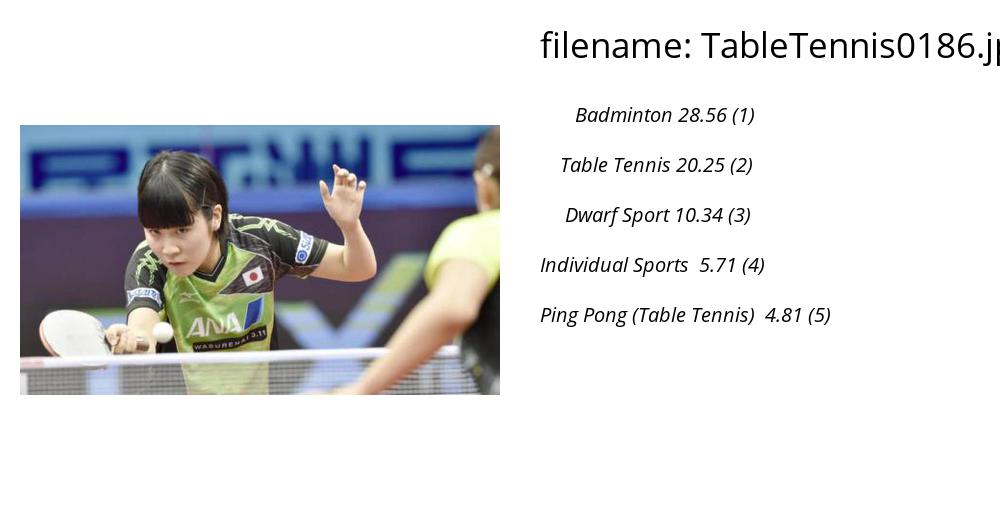 filename: TableTennis0186.jp
Badminton 28.56 (1)
Table Tennis 20.25 (2)
Dwarf Sport 10.34 (3)
Individual Sports 5.71 (4)
Ping Pong (Table Tennis) 4.81 (5)
ANA
WASURENAI 3.11